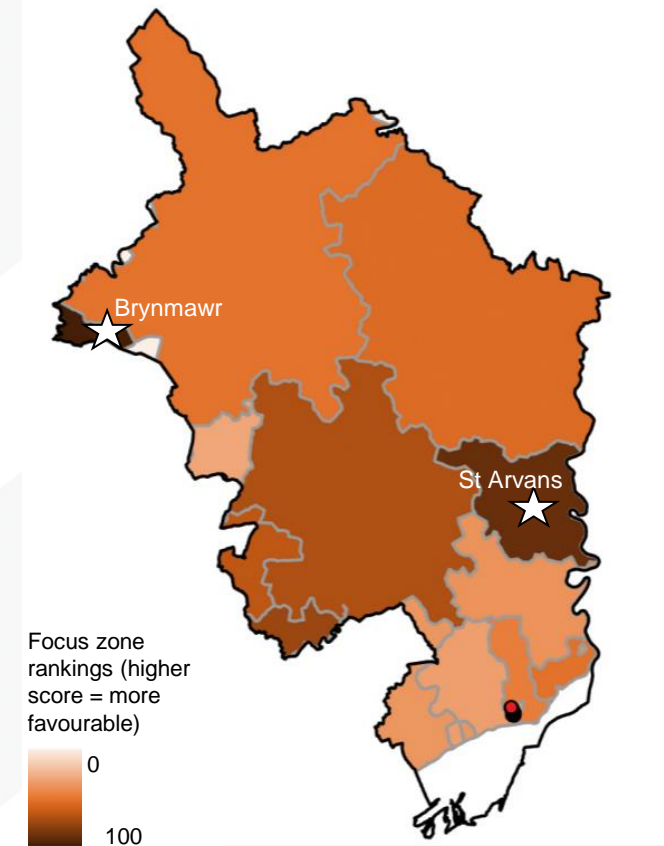 Brynmawr
St Arvans
Focus zone
rankings (higher
score = more
favourable)
0
100